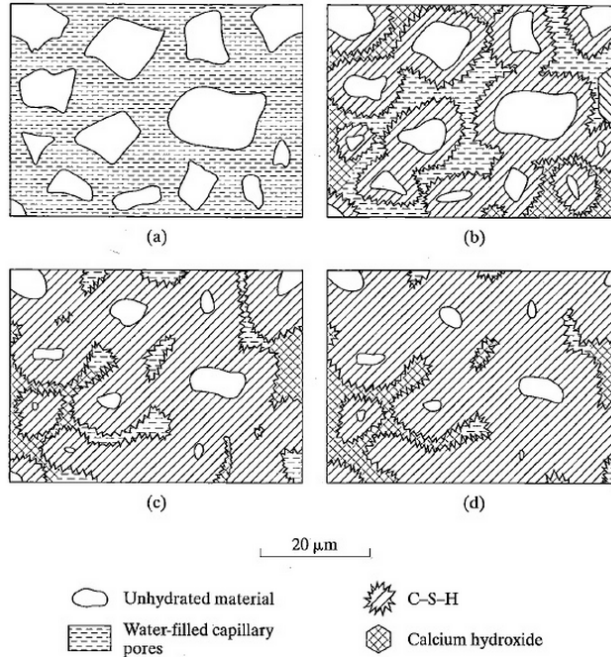 (a)
(b)
(c)
(d)
20 μm
Unhydrated material
C–S–H
Water-filled capillary
pores
Calcium hydroxide